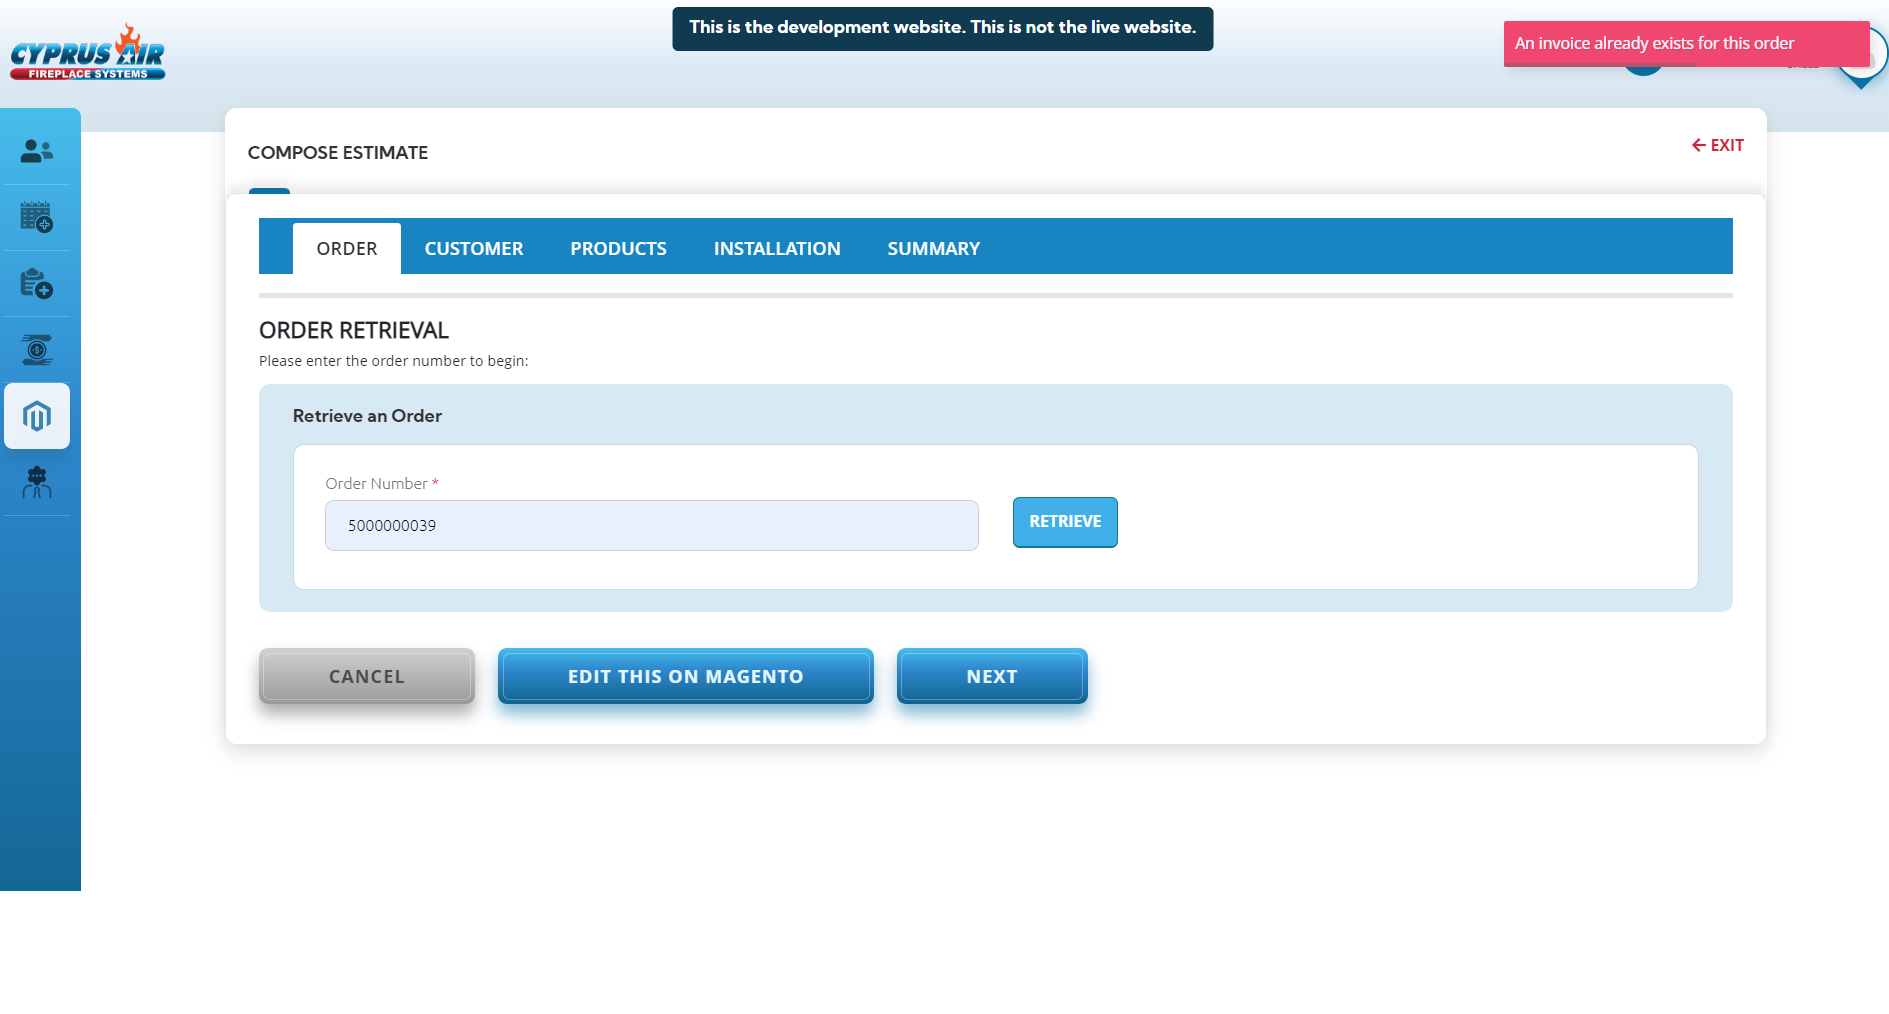 This is the development website. This is not the live website.
An invoice already exists for this order
CYPRUS AIR
FIREPLACE SYSTEMS
COMPOSE ESTIMATE
EXIT
ORDER
CUSTOMER
PRODUCTS
INSTALLATION
SUMMARY
ORDER RETRIEVAL
Please enter the order number to begin:
Retrieve an Order
Order Number *
5000000039
RETRIEVE
CANCEL
EDIT THIS ON MAGENTO
NEXT